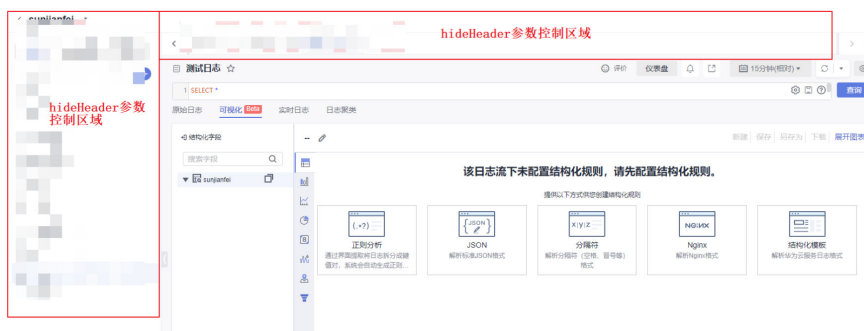 sunjianfei
hideHeader参数控制区域
hideHeader参数
控制区域
测试日志
评价
仪表盘
15分钟(相对)
1 SELECT *
查询
原始日志 可视化 Beta 实时日志 日志聚类
结构化字段
--
新建 保存 另存为 下载 展开图表
搜索字段
sunjianfei
该日志流下未配置结构化规则，请先配置结构化规则。
提供以下方式供您创建结构化规则
(.*?)
JSON
{ }
x|y|z
NGINX
正则分析
通过界面提取将日志拆分成键
值对，系统会自动生成正则...
JSON
解析标准JSON格式
分隔符
解析分隔符（空格、冒号等）
格式
Nginx
解析Nginx格式
结构化模板
解析华为云服务日志格式